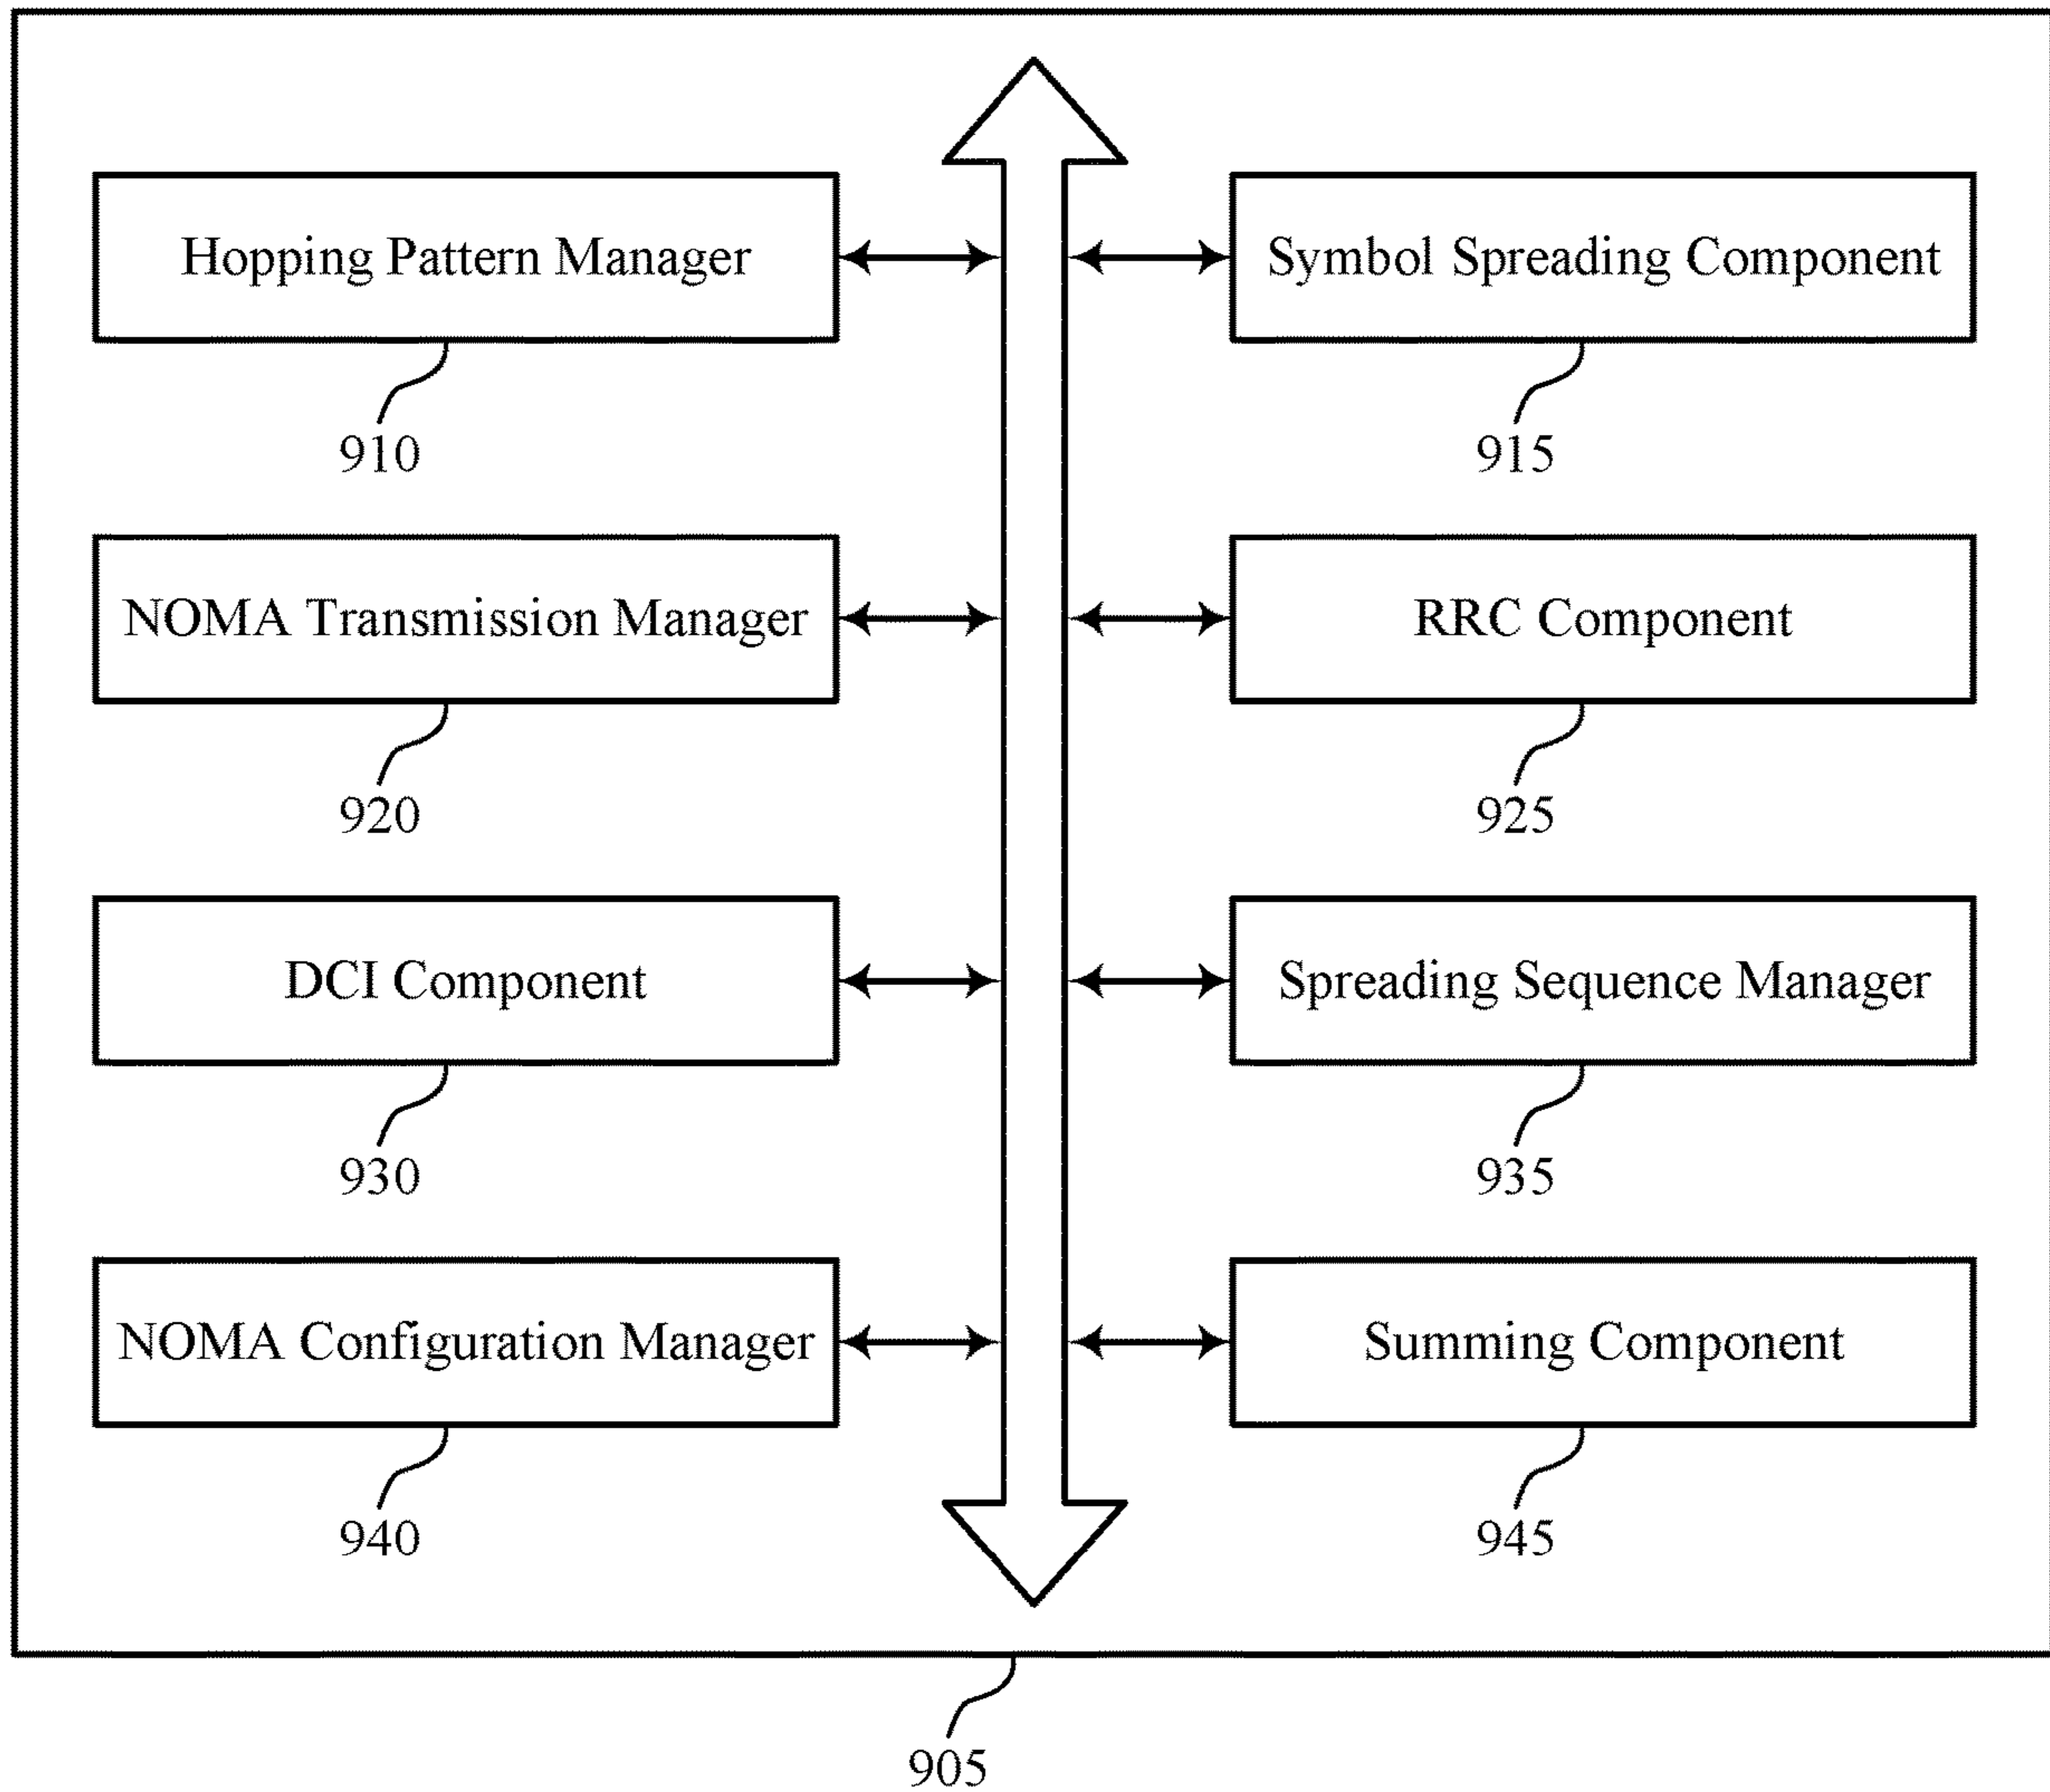 Hopping Pattern Manager
Symbol Spreading Component
910
915
NOMA Transmission Manager
RRC Component
920
925
DCI Component
Spreading Sequence Manager
930
935
NOMA Configuration Manager
Summing Component
940
945
905